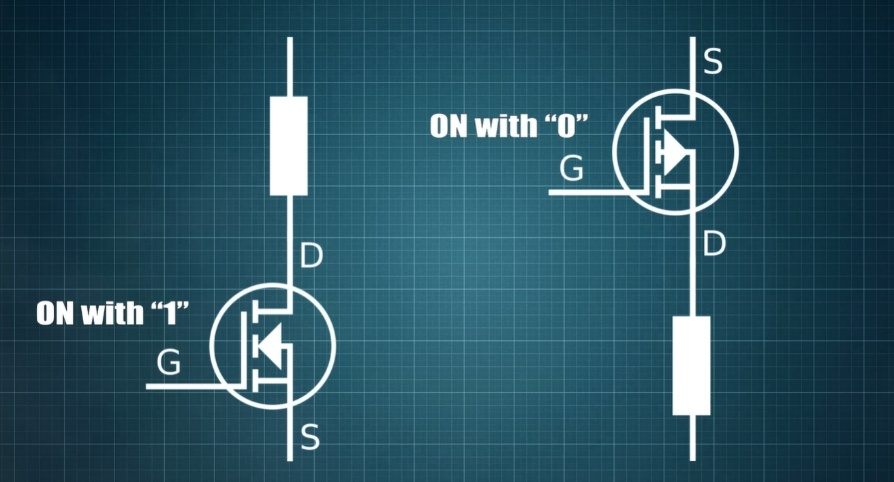 ON with “1”
G
D
S
ON with “0”
G
S
D